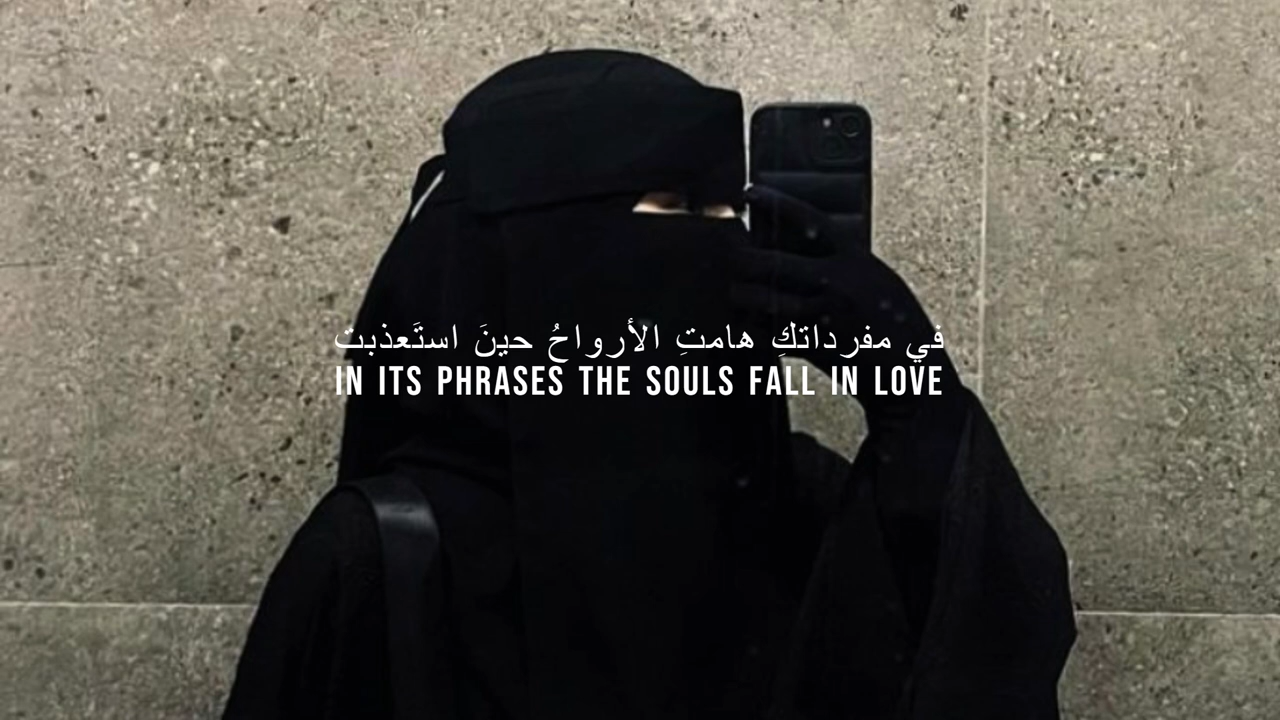 في مفرداتكِ هامتِ الأرواحُ حينَ استَعذبت
IN ITS PHRASES THE SOULS FALL IN LOVE